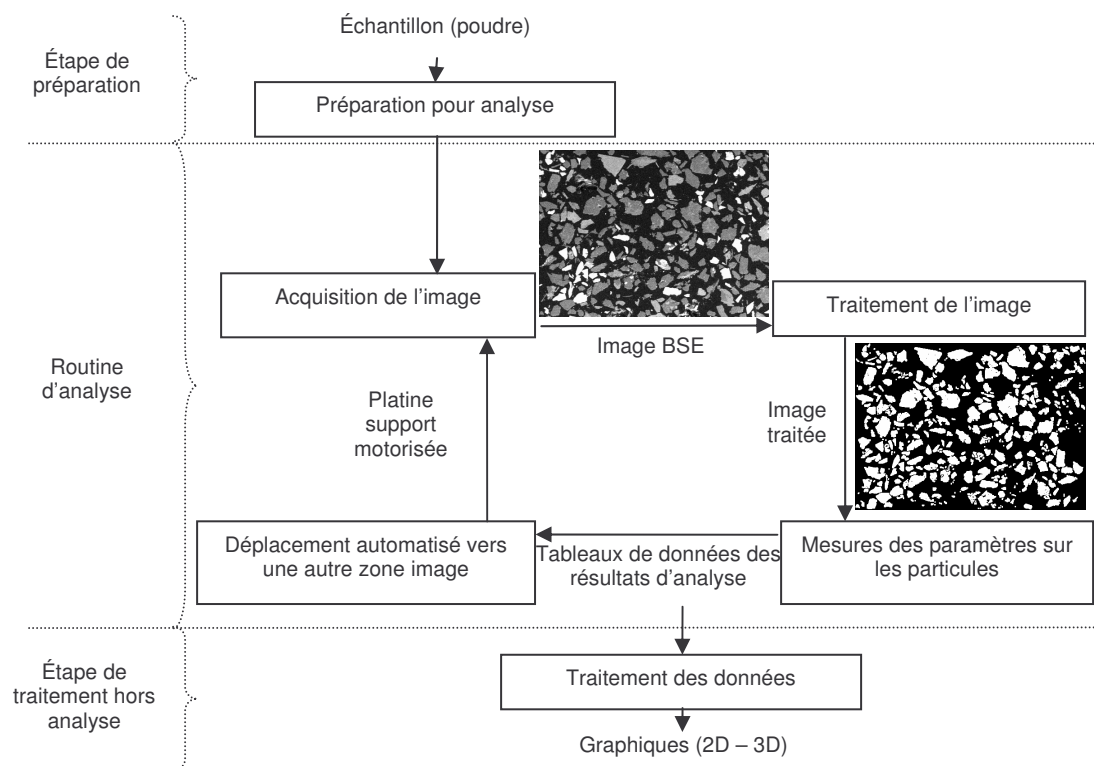 Échantillon (poudre)
Étape de
préparation
Préparation pour analyse
Acquisition de l’image
Traitement de l’image
Image BSE
Routine
d’analyse
Platine
support
motorisée
Image
traitée
Déplacement automatisé vers
une autre zone image
Tableaux de données des
résultats d’analyse
Mesures des paramètres sur
les particules
Étape de
traitement hors
analyse
Traitement des données
Graphiques (2D – 3D)